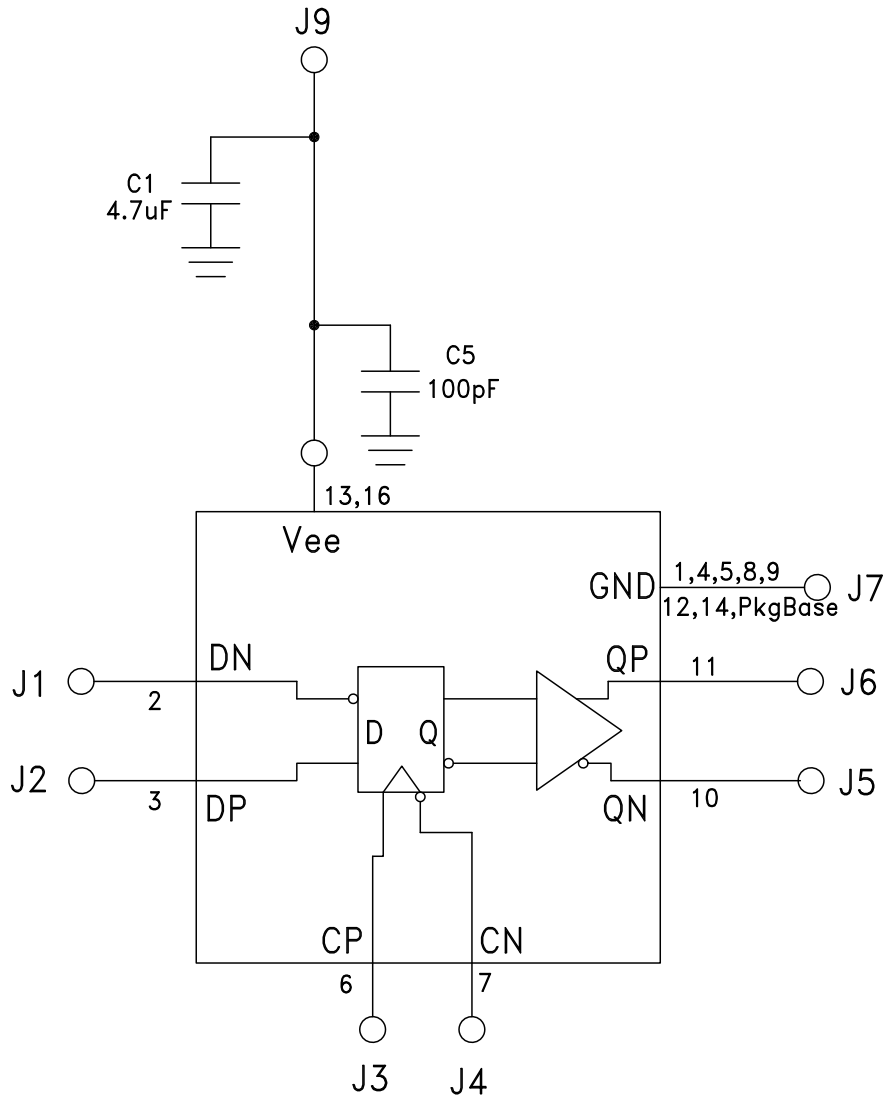 J9
C1
4.7uF
C5
100pF
13,16
Vee
GND
1,4,5,8,9
12,14,PkgBase
J7
J1
2
DN
D
Q
QP
11
J6
J2
3
DP
QN
10
J5
CP
6
CN
7
J3
J4